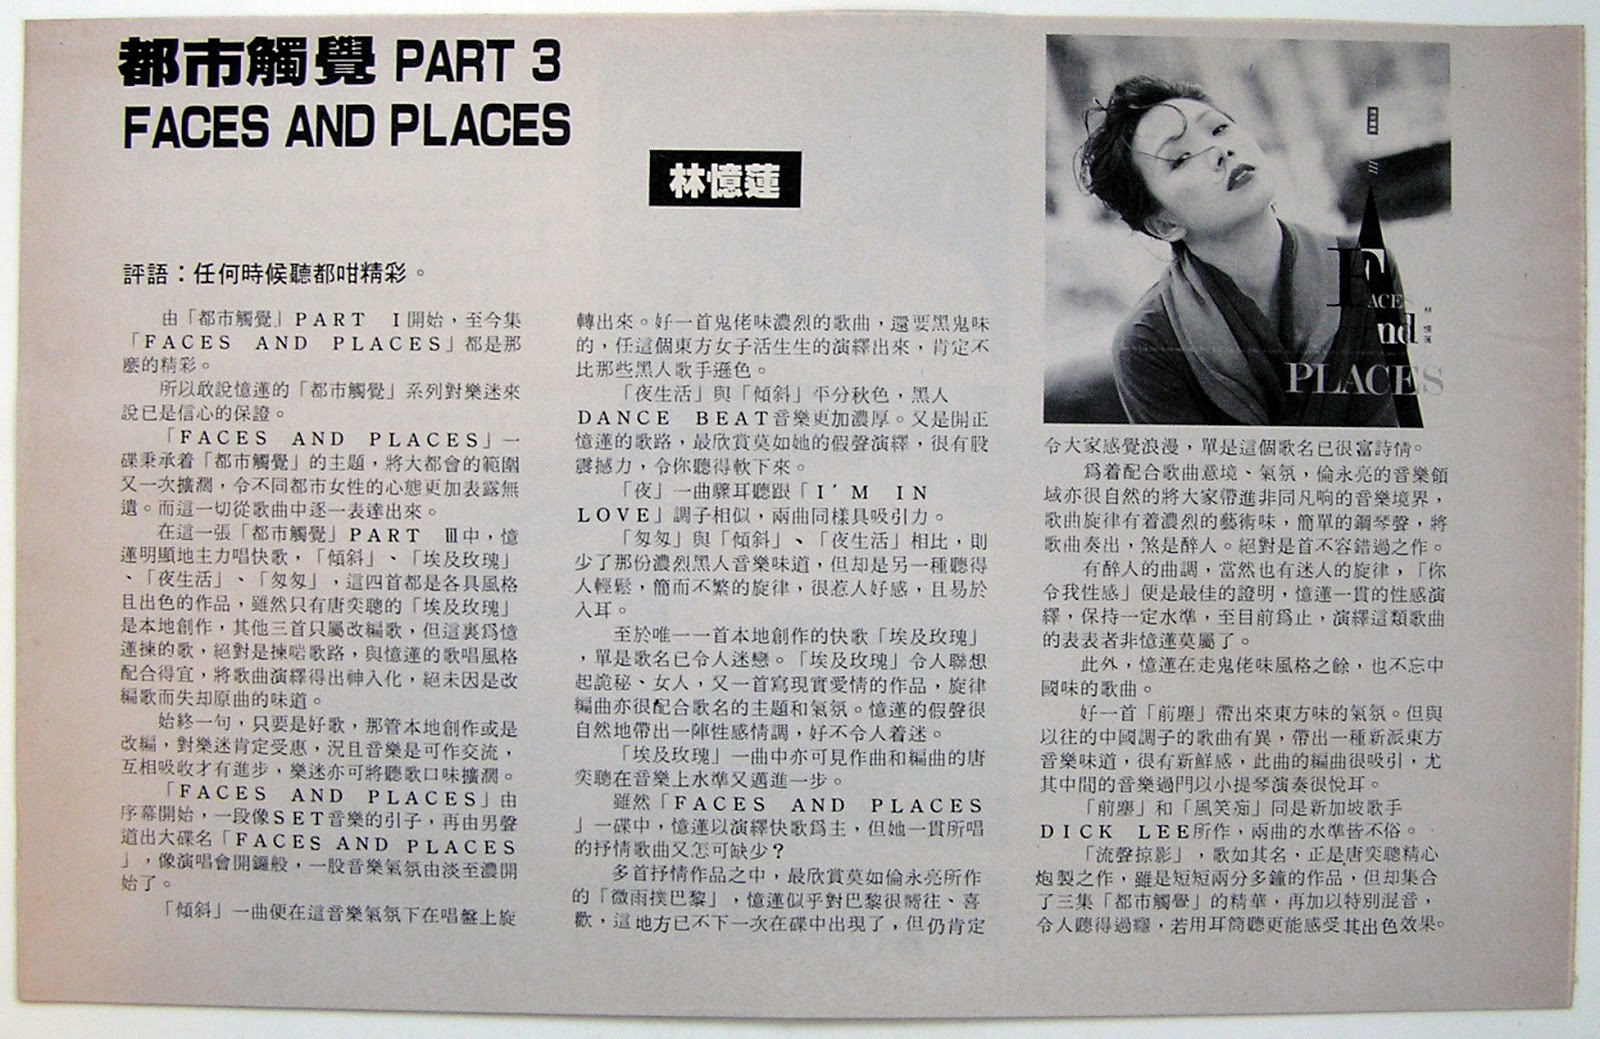 都市觸覺 PART 3
FACES AND PLACES
林憶蓮
評語：任何時候聽都咁精彩。
由「都市觸覺」PART I開始，至今集
「FACES AND PLACES」都是那
麼的精彩。
所以敢說憶蓮的「都市觸覺」系列對樂迷來
說已是信心的保證。
「FACES AND PLACES」一
碟秉承着「都市觸覺」的主題，將大都會的範圍
又一次擴濶，令不同都市女性的心態更加表露無
遺。而這一切從歌曲中逐一表達出來。
在這一張「都市觸覺」PART Ⅲ中，憶
蓮明顯地主力唱快歌，「傾斜」、「埃及玫瑰」
、「夜生活」、「匆匆」，這四首都是各具風格
且出色的作品，雖然只有唐奕聰的「埃及玫瑰」
是本地創作，其他三首只屬改編歌，但這裏爲憶
蓮揀的歌，絕對是揀啱歌路，與憶蓮的歌唱風格
配合得宜，將歌曲演繹得出神入化，絕未因是改
編歌而失却原曲的味道。
始終一句，只要是好歌，那管本地創作或是
改編，對樂迷肯定受惠，況且音樂是可作交流，
互相吸收才有進步，樂迷亦可將聽歌口味擴濶。
「FACES AND PLACES」由
序幕開始，一段像SET音樂的引子，再由男聲
道出大碟名「FACES AND PLACES
」，像演唱會開鑼般，一股音樂氣氛由淡至濃開
始了。
「傾斜」一曲便在這音樂氣氛下在唱盤上旋
轉出來。好一首鬼佬味濃烈的歌曲，還要黑鬼味
的，任這個東方女子活生生的演繹出來，肯定不
比那些黑人歌手遜色。
「夜生活」與「傾斜」平分秋色，黑人
DANCE BEAT音樂更加濃厚。又是開正
憶蓮的歌路，最欣賞莫如她的假聲演繹，很有股
震撼力，令你聽得軟下來。
「夜」一曲驟耳聽跟「I'M IN
LOVE」調子相似，兩曲同樣具吸引力。
「匆匆」與「傾斜」、「夜生活」相比，則
少了那份濃烈黑人音樂味道，但却是另一種聽得
人輕鬆，簡而不繁的旋律，很惹人好感，且易於
入耳。
至於唯一一首本地創作的快歌「埃及玫瑰」
，單是歌名已令人迷戀。「埃及玫瑰」令人聯想
起詭秘、女人，又一首寫現實愛情的作品，旋律
編曲亦很配合歌名的主題和氣氛。憶蓮的假聲很
自然地帶出一陣性感情調，好不令人着迷。
「埃及玫瑰」一曲中亦可見作曲和編曲的唐
奕聰在音樂上水準又邁進一步。
雖然「FACES AND PLACES
」一碟中，憶蓮以演繹快歌爲主，但她一貫所唱
的抒情歌曲又怎可缺少？
多首抒情作品之中，最欣賞莫如倫永亮所作
的「微雨撲巴黎」，憶蓮似乎對巴黎很嚮往、喜
歡，這地方已不下一次在碟中出現了，但仍肯定
FACES
And
PLACES
林憶蓮
令大家感覺浪漫，單是這個歌名已很富詩情。
爲着配合歌曲意境、氣氛，倫永亮的音樂領
域亦很自然的將大家帶進非同凡响的音樂境界，
歌曲旋律有着濃烈的藝術味，簡單的鋼琴聲，將
歌曲奏出，煞是醉人。絕對是首不容錯過之作。
有醉人的曲調，當然也有迷人的旋律，「你
令我性感」便是最佳的證明，憶蓮一貫的性感演
繹，保持一定水準，至目前爲止，演繹這類歌曲
的表表者非憶蓮莫屬了。
此外，憶蓮在走鬼佬味風格之餘，也不忘中
國味的歌曲。
好一首「前塵」帶出來東方味的氣氛。但與
以往的中國調子的歌曲有異，帶出一種新派東方
音樂味道，很有新鮮感，此曲的編曲很吸引，尤
其中間的音樂過門以小提琴演奏很悅耳。
「前塵」和「風笑痴」同是新加坡歌手
DICK LEE所作，兩曲的水準皆不俗。
「流聲掠影」，歌如其名，正是唐奕聰精心
炮製之作，雖是短短兩分多鐘的作品，但却集合
了三集「都市觸覺」的精華，再加以特別混音，
令人聽得過癮，若用耳筒聽更能感受其出色效果。